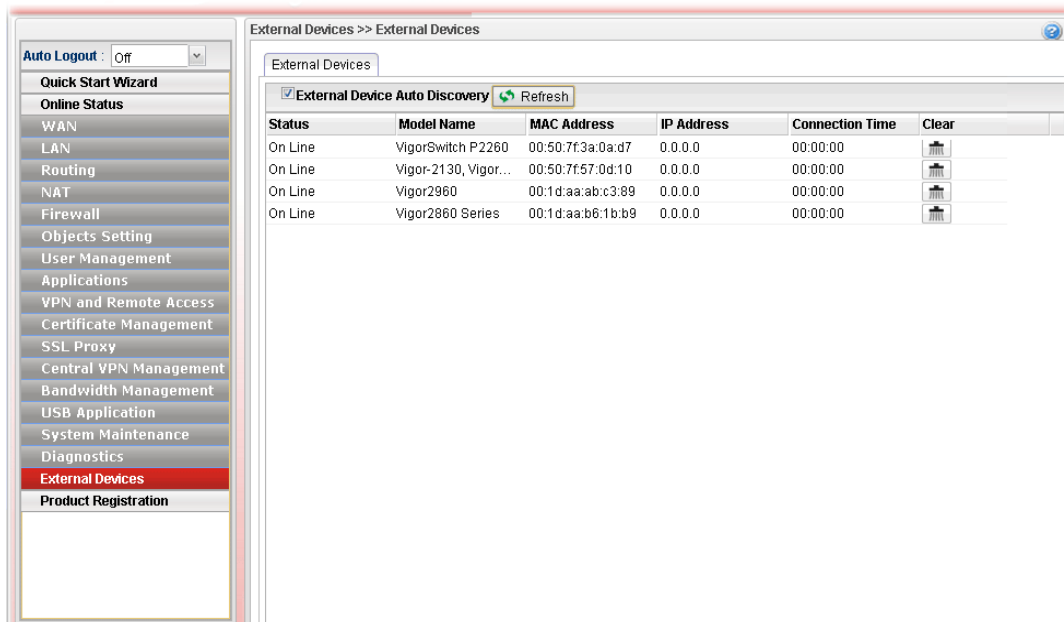 External Devices >> External Devices
Auto Logout : Off
Quick Start Wizard
Online Status
WAN
LAN
Routing
NAT
Firewall
Objects Setting
User Management
Applications
VPN and Remote Access
Certificate Management
SSL Proxy
Central VPN Management
Bandwidth Management
USB Application
System Maintenance
Diagnostics
External Devices
Product Registration
External Devices
External Device Auto Discovery Refresh
Status Model Name MAC Address IP Address Connection Time Clear
On Line VigorSwitch P2260 00:50:7f:3a:0a:d7 0.0.0.0 00:00:00
On Line Vigor-2130, Vigor... 00:50:7f:57:0d:10 0.0.0.0 00:00:00
On Line Vigor2960 00:1d:aa:ab:c3:89 0.0.0.0 00:00:00
On Line Vigor2860 Series 00:1d:aa:b6:1b:b9 0.0.0.0 00:00:00